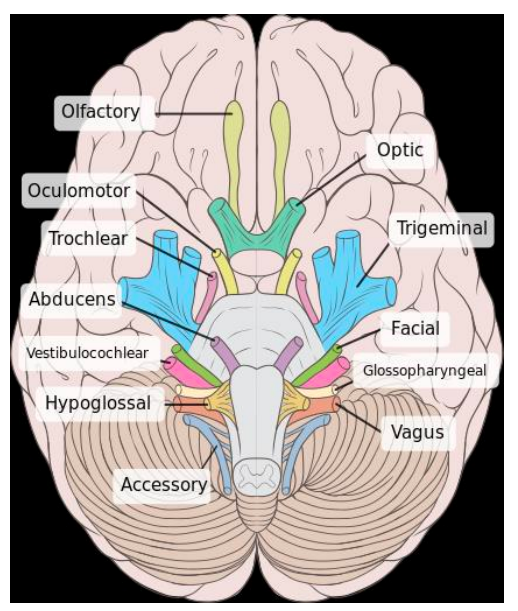 Olfactory
Optic
Oculomotor
Trigeminal
Trochlear
Abducens
Facial
Vestibulocochlear
Glossopharyngeal
Hypoglossal
Vagus
Accessory